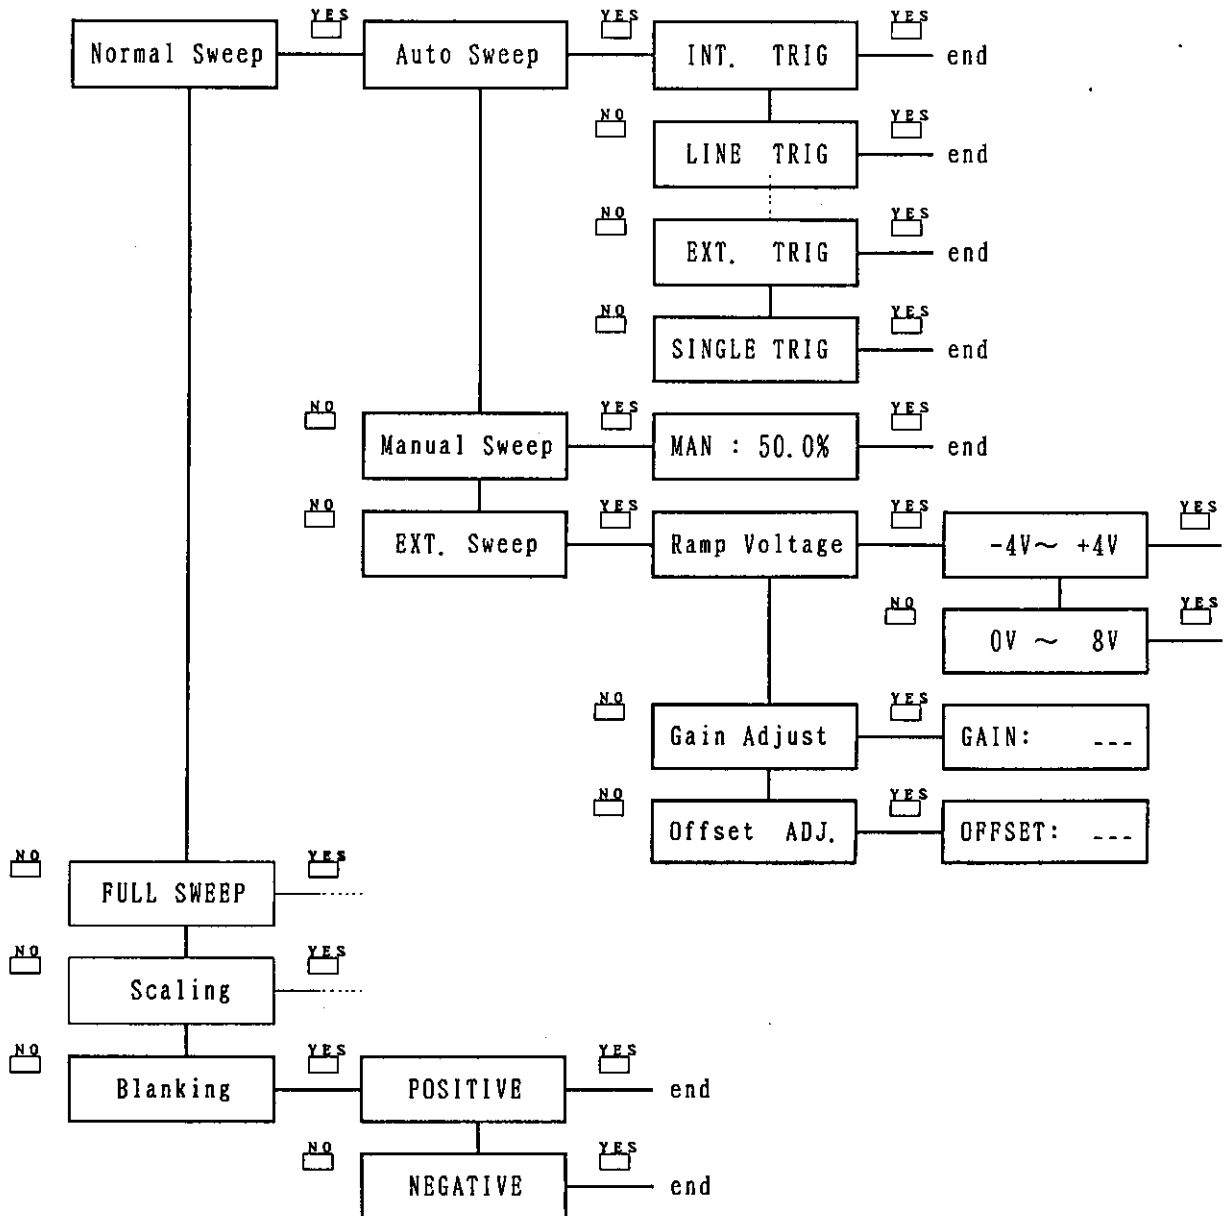 YES YES YES
Normal Sweep Auto Sweep INT. TRIG end
NO YES
LINE TRIG end
NO YES
EXT. TRIG end
NO YES
SINGLE TRIG end
NO YES YES
Manual Sweep MAN : 50.0% end
NO YES YES YES
EXT. Sweep Ramp Voltage -4V～ +4V
NO YES
0V ～ 8V
NO YES
Gain Adjust GAIN: ---
NO YES
Offset ADJ. OFFSET: ---
NO YES
FULL SWEEP
NO YES
Scaling
NO YES YES
Blanking POSITIVE end
NO YES
NEGATIVE end